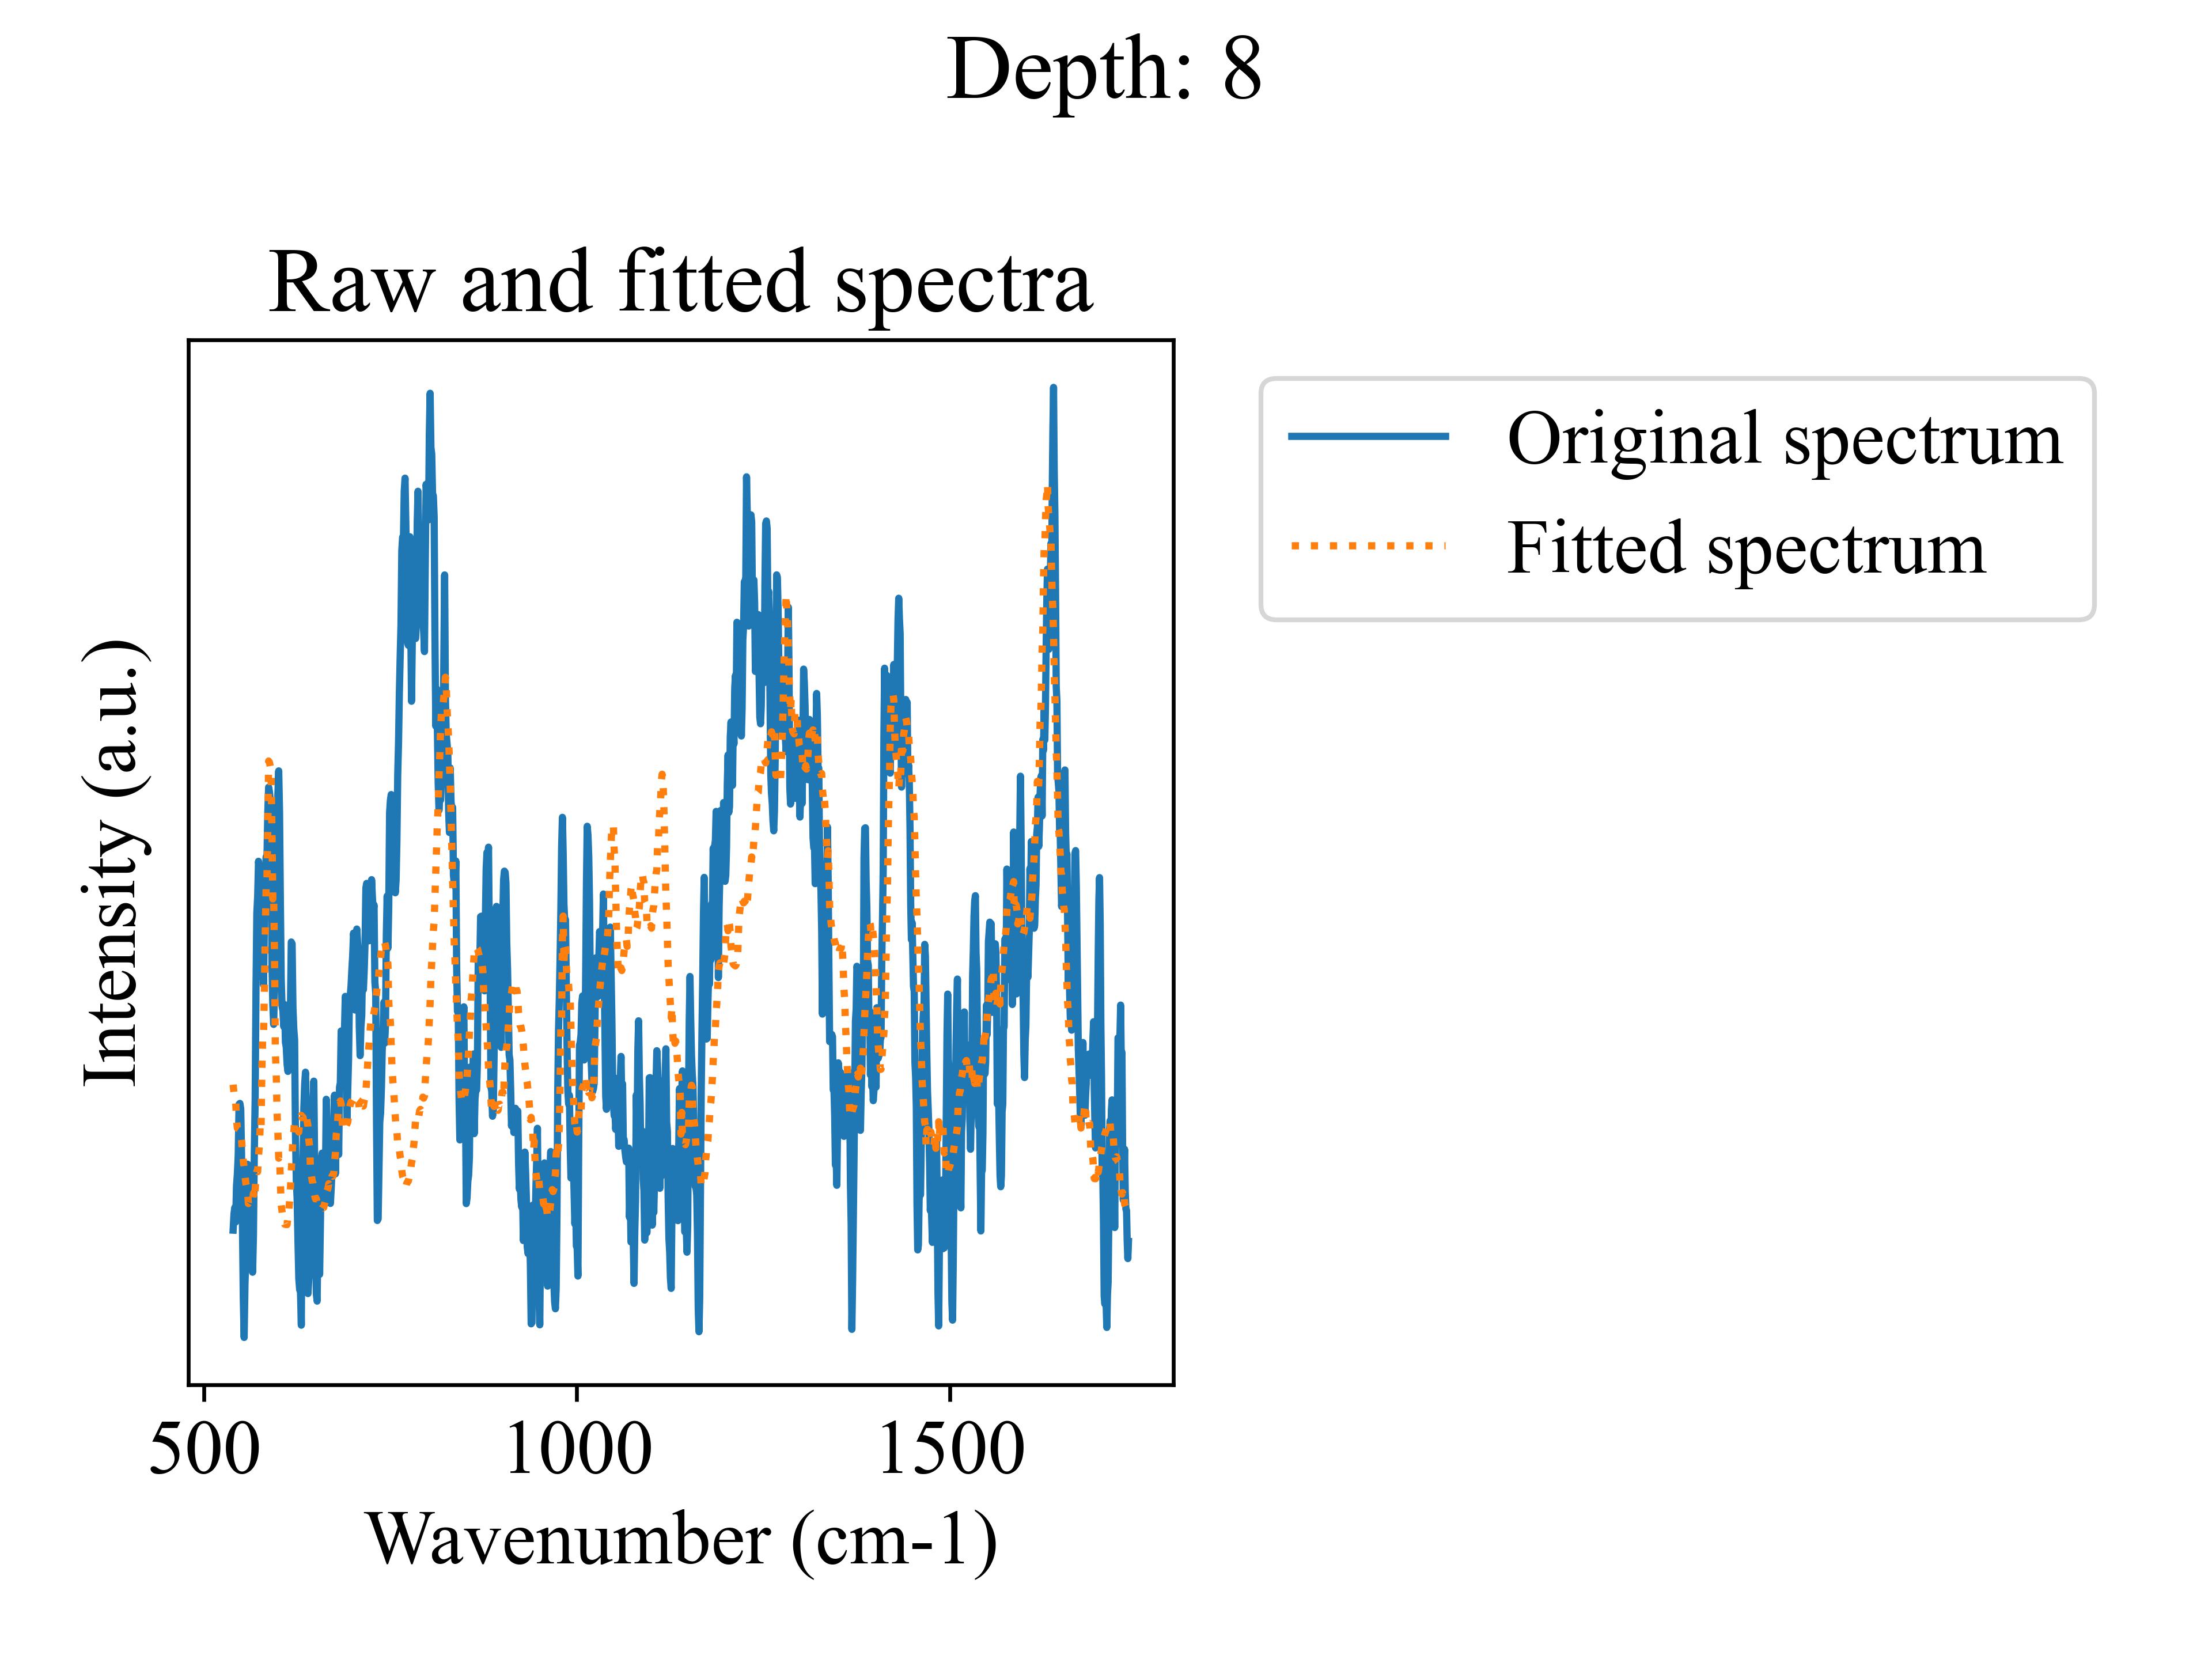 Depth: 8
Raw and fitted spectra
Original spectrum
Fitted spectrum
Intensity (a.u.)
500 1000 1500
Wavenumber (cm-1)